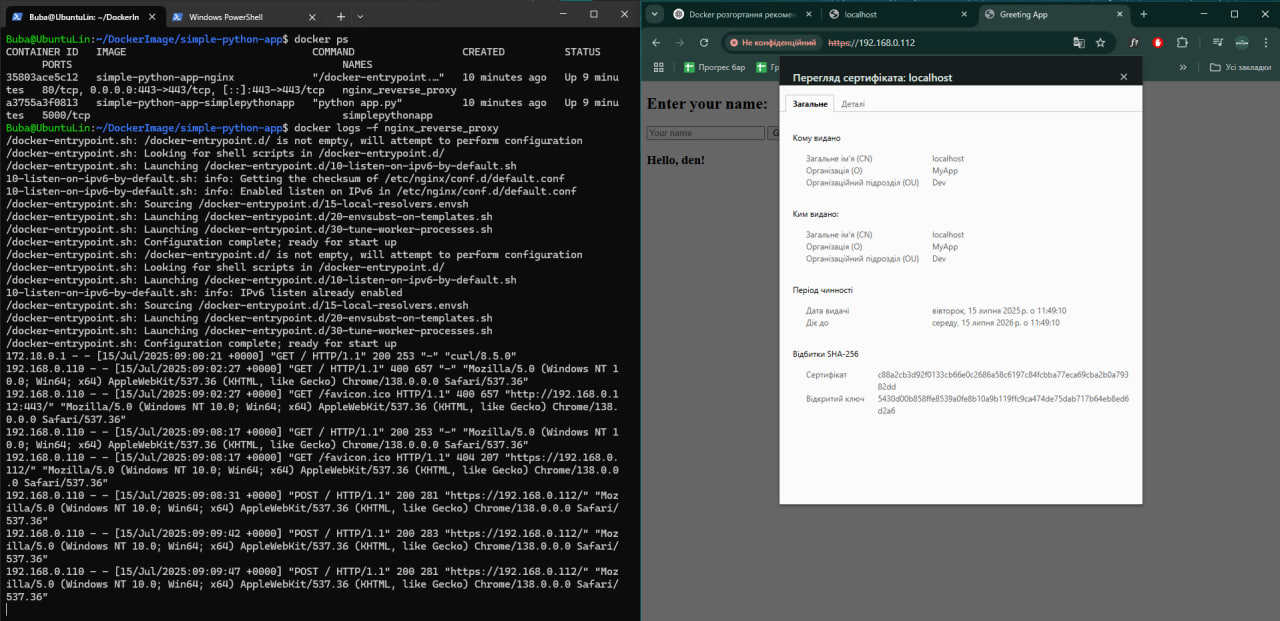 Buba@UbuntuLin: ~/DockerIn
Windows PowerShell
Buba@UbuntuLin:~/DockerImage/simple-python-app$ docker ps
CONTAINER ID   IMAGE                               COMMAND                  CREATED          STATUS
PORTS                                           NAMES
35803ace5c12   simple-python-app-nginx             "/docker-entrypoint.…"   10 minutes ago   Up 9 minu
tes   80/tcp, 0.0.0.0:443->443/tcp, [::]:443->443/tcp   nginx_reverse_proxy
a3755a3f0813   simple-python-app-simplepythonapp   "python app.py"          10 minutes ago   Up 9 minu
tes   5000/tcp                                          simplepythonapp
Buba@UbuntuLin:~/DockerImage/simple-python-app$ docker logs -f nginx_reverse_proxy
/docker-entrypoint.sh: /docker-entrypoint.d/ is not empty, will attempt to perform configuration
/docker-entrypoint.sh: Looking for shell scripts in /docker-entrypoint.d/
/docker-entrypoint.sh: Launching /docker-entrypoint.d/10-listen-on-ipv6-by-default.sh
10-listen-on-ipv6-by-default.sh: info: Getting the checksum of /etc/nginx/conf.d/default.conf
10-listen-on-ipv6-by-default.sh: info: Enabled listen on IPv6 in /etc/nginx/conf.d/default.conf
/docker-entrypoint.sh: Sourcing /docker-entrypoint.d/15-local-resolvers.envsh
/docker-entrypoint.sh: Launching /docker-entrypoint.d/20-envsubst-on-templates.sh
/docker-entrypoint.sh: Launching /docker-entrypoint.d/30-tune-worker-processes.sh
/docker-entrypoint.sh: Configuration complete; ready for start up
/docker-entrypoint.sh: /docker-entrypoint.d/ is not empty, will attempt to perform configuration
/docker-entrypoint.sh: Looking for shell scripts in /docker-entrypoint.d/
/docker-entrypoint.sh: Launching /docker-entrypoint.d/10-listen-on-ipv6-by-default.sh
10-listen-on-ipv6-by-default.sh: info: IPv6 listen already enabled
/docker-entrypoint.sh: Sourcing /docker-entrypoint.d/15-local-resolvers.envsh
/docker-entrypoint.sh: Launching /docker-entrypoint.d/20-envsubst-on-templates.sh
/docker-entrypoint.sh: Launching /docker-entrypoint.d/30-tune-worker-processes.sh
/docker-entrypoint.sh: Configuration complete; ready for start up
172.18.0.1 - - [15/Jul/2025:09:00:21 +0000] "GET / HTTP/1.1" 200 253 "-" "curl/8.5.0"
192.168.0.110 - - [15/Jul/2025:09:02:27 +0000] "GET / HTTP/1.1" 400 657 "-" "Mozilla/5.0 (Windows NT 1
0.0; Win64; x64) AppleWebKit/537.36 (KHTML, like Gecko) Chrome/138.0.0.0 Safari/537.36"
192.168.0.110 - - [15/Jul/2025:09:02:27 +0000] "GET /favicon.ico HTTP/1.1" 400 657 "http://192.168.0.1
12:443/" "Mozilla/5.0 (Windows NT 10.0; Win64; x64) AppleWebKit/537.36 (KHTML, like Gecko) Chrome/138.
0.0.0 Safari/537.36"
192.168.0.110 - - [15/Jul/2025:09:08:17 +0000] "GET / HTTP/1.1" 200 253 "-" "Mozilla/5.0 (Windows NT 1
0.0; Win64; x64) AppleWebKit/537.36 (KHTML, like Gecko) Chrome/138.0.0.0 Safari/537.36"
192.168.0.110 - - [15/Jul/2025:09:08:17 +0000] "GET /favicon.ico HTTP/1.1" 404 207 "https://192.168.0.
112/" "Mozilla/5.0 (Windows NT 10.0; Win64; x64) AppleWebKit/537.36 (KHTML, like Gecko) Chrome/138.0.0
.0 Safari/537.36"
192.168.0.110 - - [15/Jul/2025:09:08:31 +0000] "POST / HTTP/1.1" 200 281 "https://192.168.0.112/" "Moz
illa/5.0 (Windows NT 10.0; Win64; x64) AppleWebKit/537.36 (KHTML, like Gecko) Chrome/138.0.0.0 Safari/
537.36"
192.168.0.110 - - [15/Jul/2025:09:09:42 +0000] "POST / HTTP/1.1" 200 283 "https://192.168.0.112/" "Moz
illa/5.0 (Windows NT 10.0; Win64; x64) AppleWebKit/537.36 (KHTML, like Gecko) Chrome/138.0.0.0 Safari/
537.36"
192.168.0.110 - - [15/Jul/2025:09:09:47 +0000] "POST / HTTP/1.1" 200 281 "https://192.168.0.112/" "Moz
illa/5.0 (Windows NT 10.0; Win64; x64) AppleWebKit/537.36 (KHTML, like Gecko) Chrome/138.0.0.0 Safari/
537.36"
Docker розгортання рекомен
localhost
Greeting App
Не конфіденційний https://192.168.0.112
Прогрес бар
Гр
Усі закладки
Enter your name:
Your name
G
Hello, den!
Перегляд сертифіката: localhost
Загальне Деталі
Кому видано
Загальне ім'я (CN) localhost
Організація (O) MyApp
Організаційний підрозділ (OU) Dev
Ким видано:
Загальне ім'я (CN) localhost
Організація (O) MyApp
Організаційний підрозділ (OU) Dev
Період чинності
Дата видачі вівторок, 15 липня 2025 р. о 11:49:10
Діє до середу, 15 липня 2026 р. о 11:49:10
Відбитки SHA-256
Сертифікат c88a2cb3d92f0133cb66e0c2686a58c6197c84fcbba77eca69cba2b0a793
82dd
Відкритий ключ 5430d00b858ffe8539a0fe8b10a9b119ffc9ca474de75dab717b64eb8ed6
d2a6